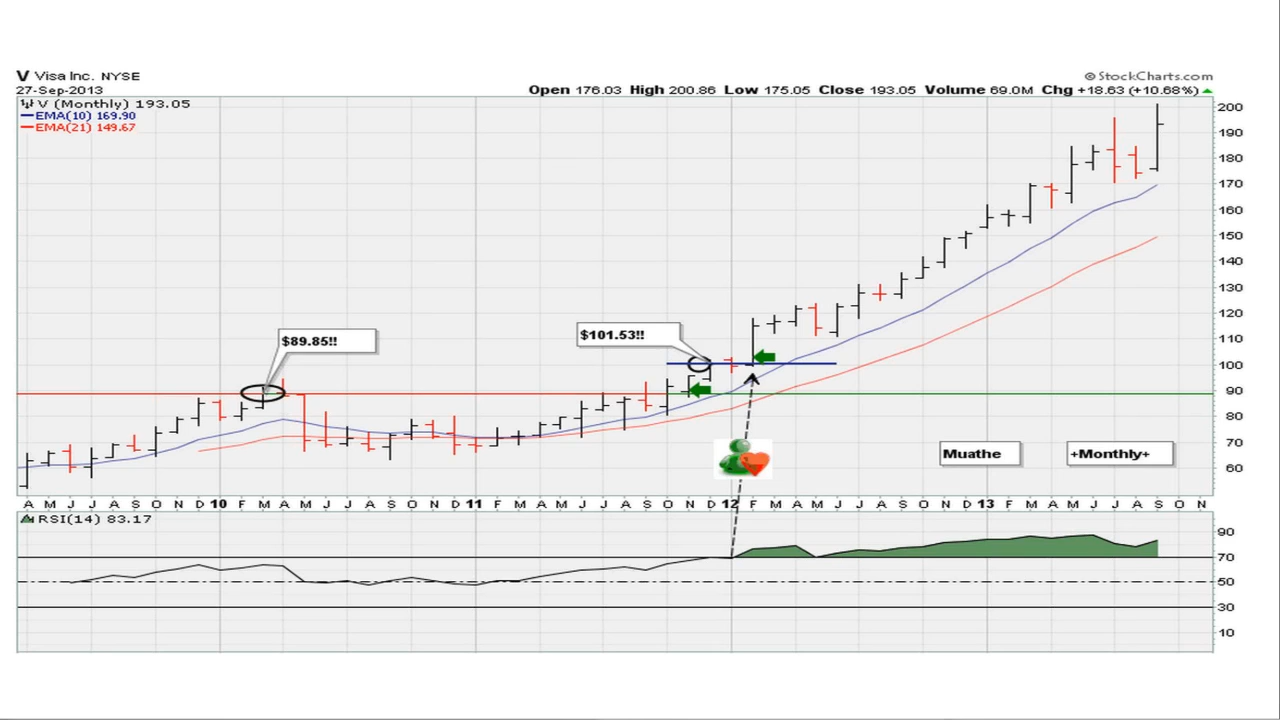 V Visa Inc. NYSE
© StockCharts.com
27-Sep-2013
Open 176.03 High 200.86 Low 175.05 Close 193.05 Volume 69.0M Chg +18.63 (+10.68%)
V (Monthly) 193.05
EMA(10) 169.90
EMA(21) 149.67
200
190
180
170
160
150
140
130
120
110
100
90
80
70
60
$89.85!!
$101.53!!
Muathe
+Monthly+
A M J J A S O N D 10 F M A M J J A S O N D 11 F M A M J J A S O N D 12 F M A M J J A S O N D 13 F M A M J J A S O N
RSI(14) 83.17
90
70
50
30
10